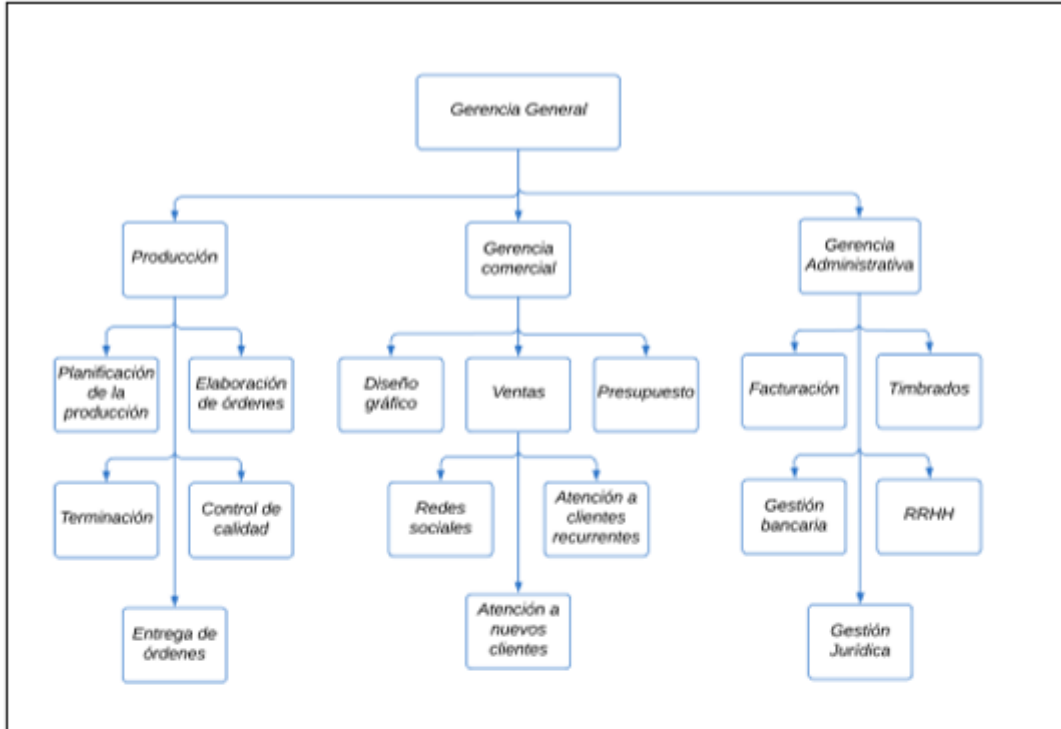 Gerencia General
Producción
Gerencia
comercial
Gerencia
Administrativa
Planificación
de la
producción
Elaboración
de órdenes
Diseño
gráfico
Ventas
Presupuesto
Facturación
Timbrados
Terminación
Control de
calidad
Redes
sociales
Atención a
clientes
recurrentes
Gestión
bancaria
RRHH
Entrega de
órdenes
Atención a
nuevos
clientes
Gestión
Jurídica